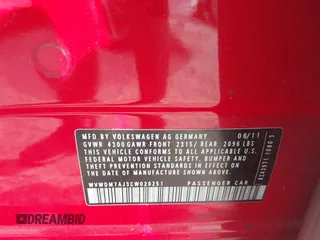 MFD BY VOLKSWAGEN AG GERMANY 06/11
GVWR 4300 GAWR FRONT 2315/ REAR 2096 LBS
THIS VEHICLE CONFORMS TO ALL APPLICABLE U.S.
FEDERAL MOTOR VEHICLE SAFETY, BUMPER, AND
THEFT PREVENTION STANDARDS IN EFFECT
ON THE DATE OF MANUFACTURE SHOWN ABOVE.
PASSENGER CAR
DREAMBID